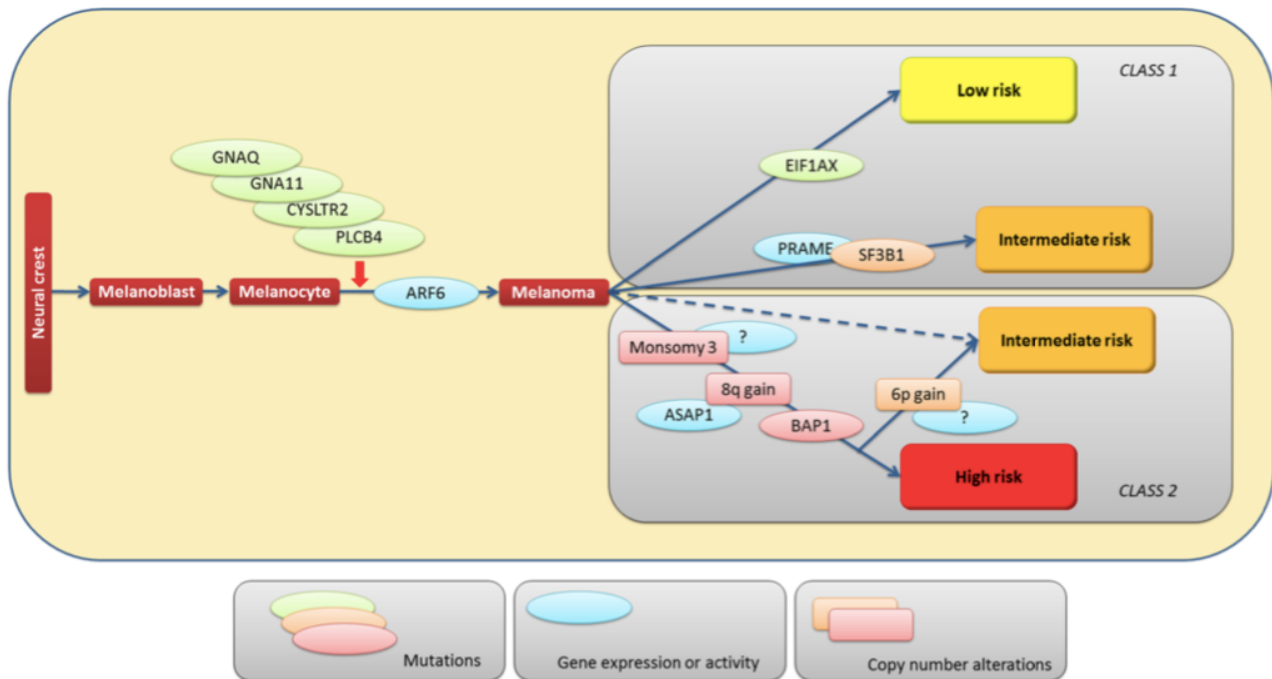 CLASS 1
Low risk
EIF1AX
GNAQ
GNA11
CYSLTR2
PLCB4
PRAME
SF3B1
Intermediate risk
Neural crest
Melanoblast
Melanocyte
ARF6
Melanoma
Monsomy 3
?
Intermediate risk
8q gain
ASAP1
BAP1
6p gain
?
High risk
CLASS 2
Mutations
Gene expression or activity
Copy number alterations